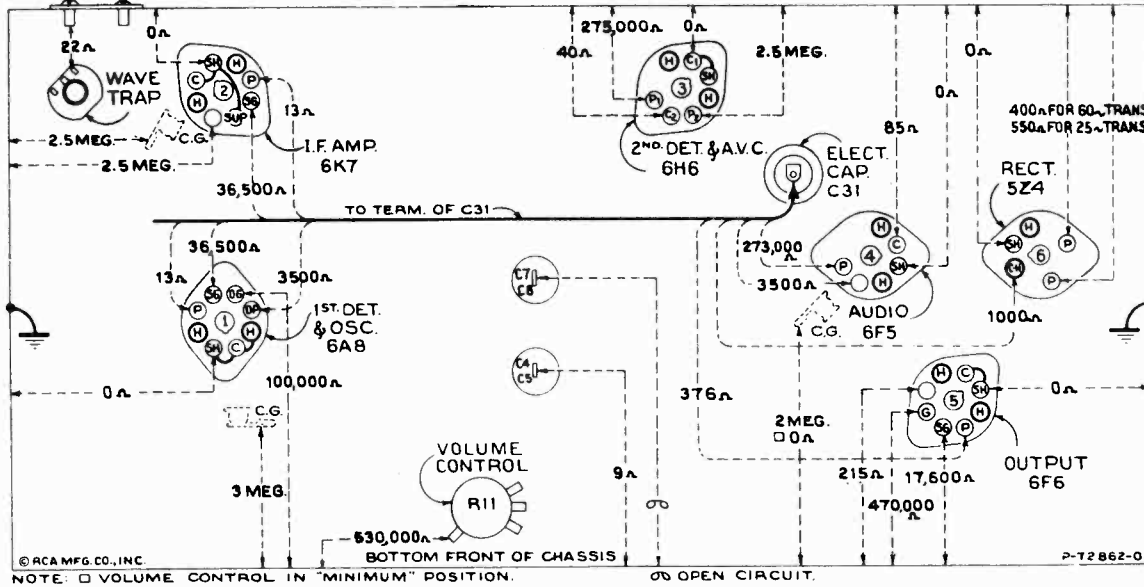 22Ω
WAVE
TRAP
0Ω
SH H
C 2 P
H SG
SUP
13Ω
2.5 MEG.
C.G.
2.5 MEG.
I.F. AMP.
6K7
36,500Ω
275,000Ω
0Ω
40Ω
2.5 MEG.
H C1
SH
3
P1 H
C2 P2
2ND. DET. & A.V.C.
6H6
ELECT.
CAP.
C31
0Ω
0Ω
85Ω
400Ω FOR 60~ TRANS
550Ω FOR 25~ TRANS
RECT.
5Z4
TO TERM. OF C31
H
SH 6 P
C-H
P
1000Ω
36,500Ω
13Ω
3500Ω
SG OG
P OP
1
H H
SH C
1ST. DET.
& OSC.
6A8
100,000Ω
0Ω
C.G.
3 MEG.
C7
C8
C4
C5
273,000
Ω
3500Ω
H
C
4
P SH
H
C.G.
AUDIO
6F5
376Ω
2 MEG.
□ 0Ω
H C
SH
5
G H
SG P
0Ω
OUTPUT
6F6
215Ω
17,600Ω
470,000
Ω
9Ω
VOLUME
CONTROL
R11
530,000Ω
BOTTOM FRONT OF CHASSIS
© RCA MFG. CO., INC.
P-72862-0
NOTE: □ VOLUME CONTROL IN "MINIMUM" POSITION.
OPEN CIRCUIT.